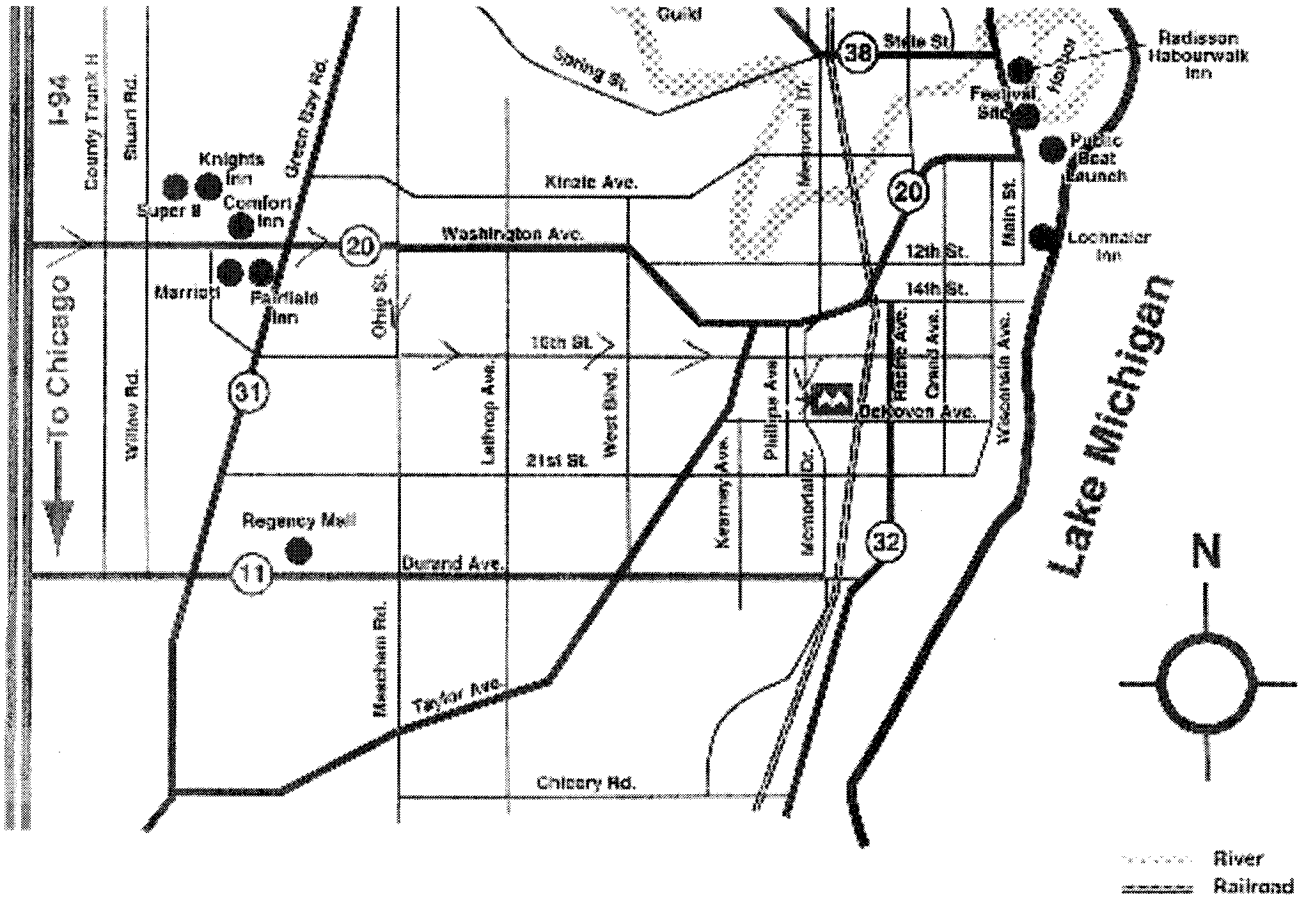 38
State St.
Radisson
Habourwalk
Inn
Spring St.
I-94
County Trunk H
Stuart Rd.
Green Bay Rd.
Memorial Dr.
Harbor
Festival
Site
Public
Boat
Launch
Knights
Inn
Super 8
Comfort
Inn
Kinzie Ave.
20
Main St.
20
Washington Ave.
12th St.
Lochnaier
Inn
Marriott
Fairfield
Inn
Ohio St.
14th St.
16th St.
To Chicago
31
Willow Rd.
Lathrop Ave.
West Blvd.
Phillips Ave
Racine Ave.
Grand Ave.
Wisconsin Ave.
DeKoven Ave.
21st St.
Kearney Ave.
Memorial Dr.
Lake Michigan
Regency Mall
11
Durand Ave.
32
N
Meacham Rd.
Taylor Ave.
Chicory Rd.
River
Railroad